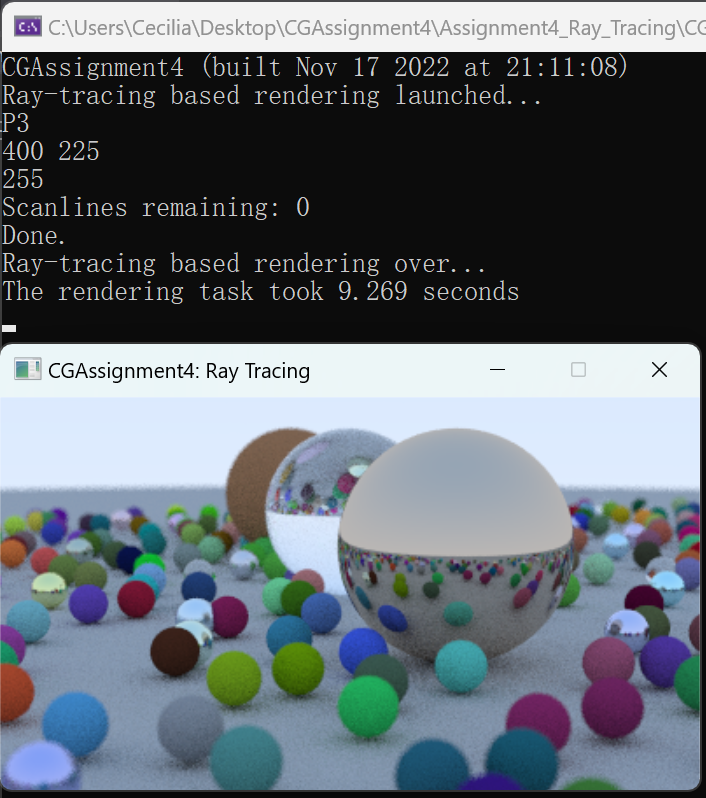 C:\Users\Cecilia\Desktop\CGAssignment4\Assignment4_Ray_Tracing\CG
CGAssignment4 (built Nov 17 2022 at 21:11:08)
Ray-tracing based rendering launched...
P3
400 225
255
Scanlines remaining: 0
Done.
Ray-tracing based rendering over...
The rendering task took 9.269 seconds
CGAssignment4: Ray Tracing